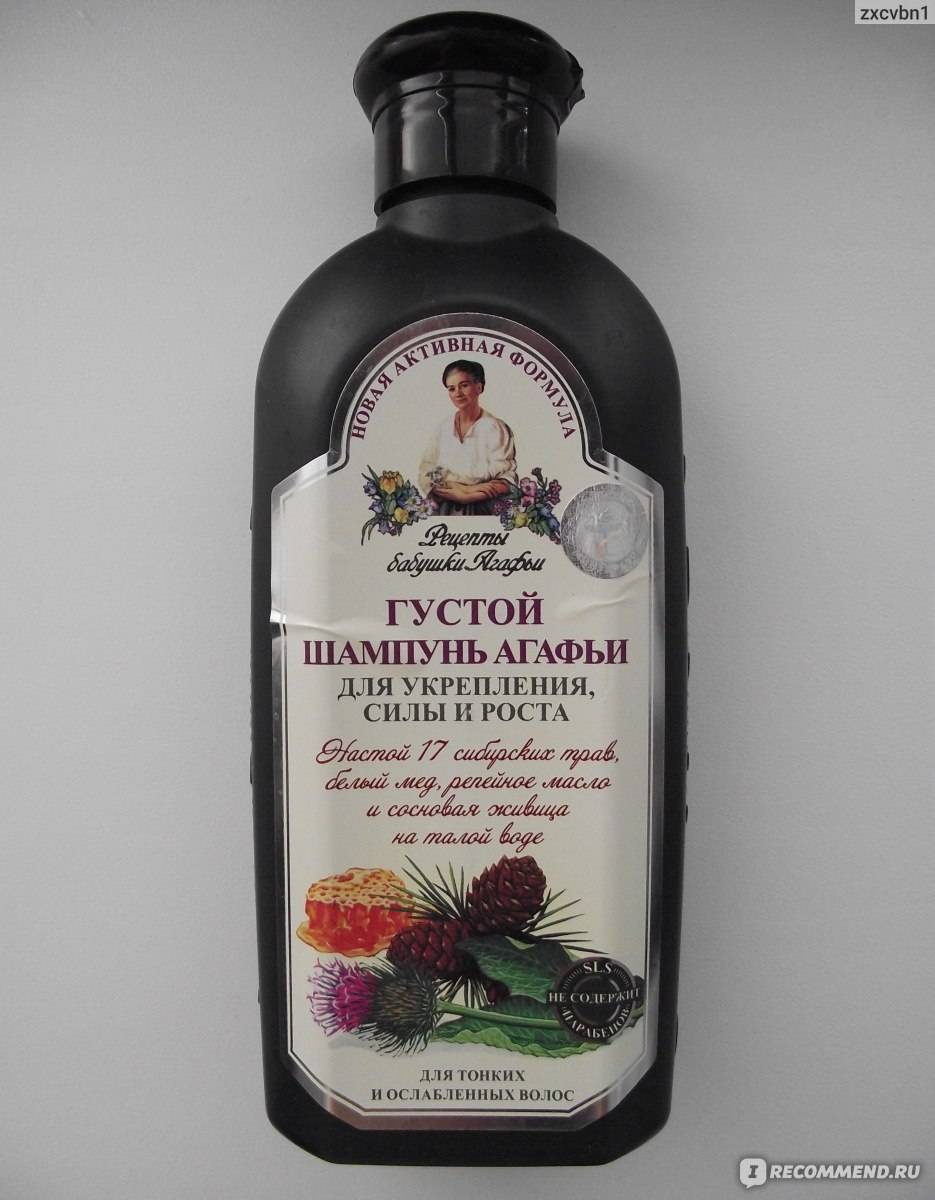 zxcvbn1
НОВАЯ АКТИВНАЯ ФОРМУЛА
Рецепты
бабушки Агафьи
ГУСТОЙ
ШАМПУНЬ АГАФЬИ
ДЛЯ УКРЕПЛЕНИЯ,
СИЛЫ И РОСТА
Настой 17 сибирских трав,
белый мед, репейное масло
и сосновая живица
на талой воде
SLS
НЕ СОДЕРЖИТ
ПАРАБЕНОВ
ДЛЯ ТОНКИХ
И ОСЛАБЛЕННЫХ ВОЛОС
I RECOMMEND.RU